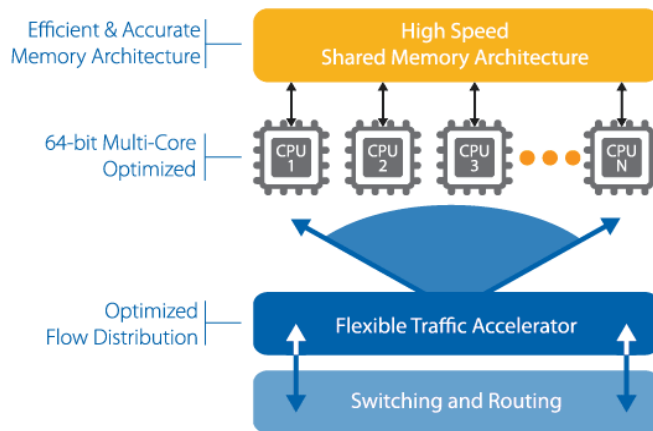 Efficient & Accurate
Memory Architecture
High Speed
Shared Memory Architecture
64-bit Multi-Core
Optimized
CPU
1
CPU
2
CPU
3
CPU
N
Optimized
Flow Distribution
Flexible Traffic Accelerator
Switching and Routing